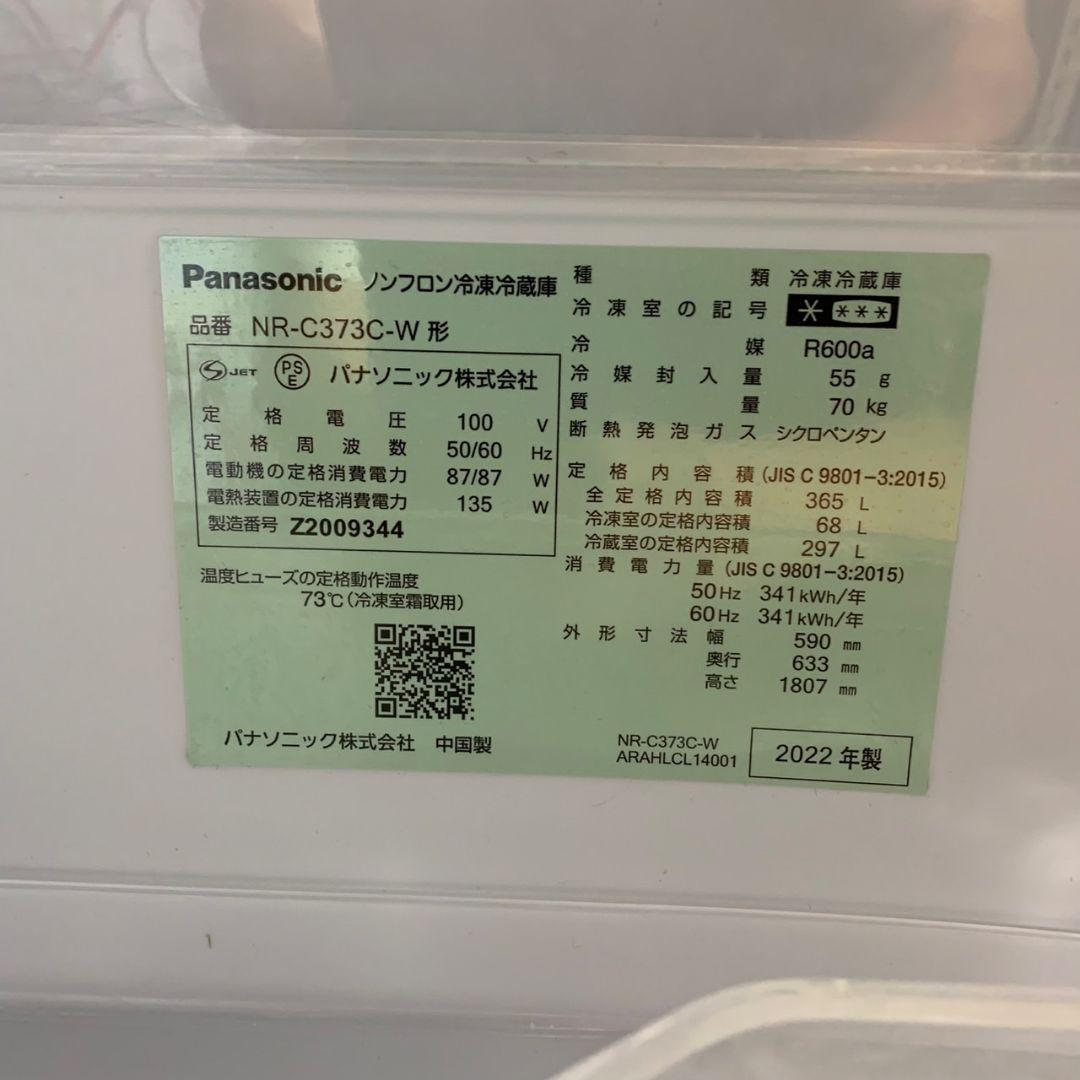 Panasonic ノンフロン冷凍冷蔵庫
品番 NR-C373C-W 形
S JET PSE パナソニック株式会社
定格電圧 100 V
定格周波数 50/60 Hz
電動機の定格消費電力 87/87 W
電熱装置の定格消費電力 135 W
製造番号 Z2009344
温度ヒューズの定格動作温度
73℃(冷凍室霜取用)
パナソニック株式会社 中国製
種類 冷凍冷蔵庫
冷凍室の記号 * ***
冷媒 R600a
冷媒封入量 55 g
質量 70 kg
断熱発泡ガス シクロペンタン
定格内容積 (JIS C 9801-3:2015)
全定格内容積 365 L
冷凍室の定格内容積 68 L
冷蔵室の定格内容積 297 L
消費電力量 (JIS C 9801-3:2015)
50Hz 341kWh/年
60Hz 341kWh/年
外形寸法 幅 590 mm
奥行 633 mm
高さ 1807 mm
NR-C373C-W
ARAHLCL14001
2022 年製